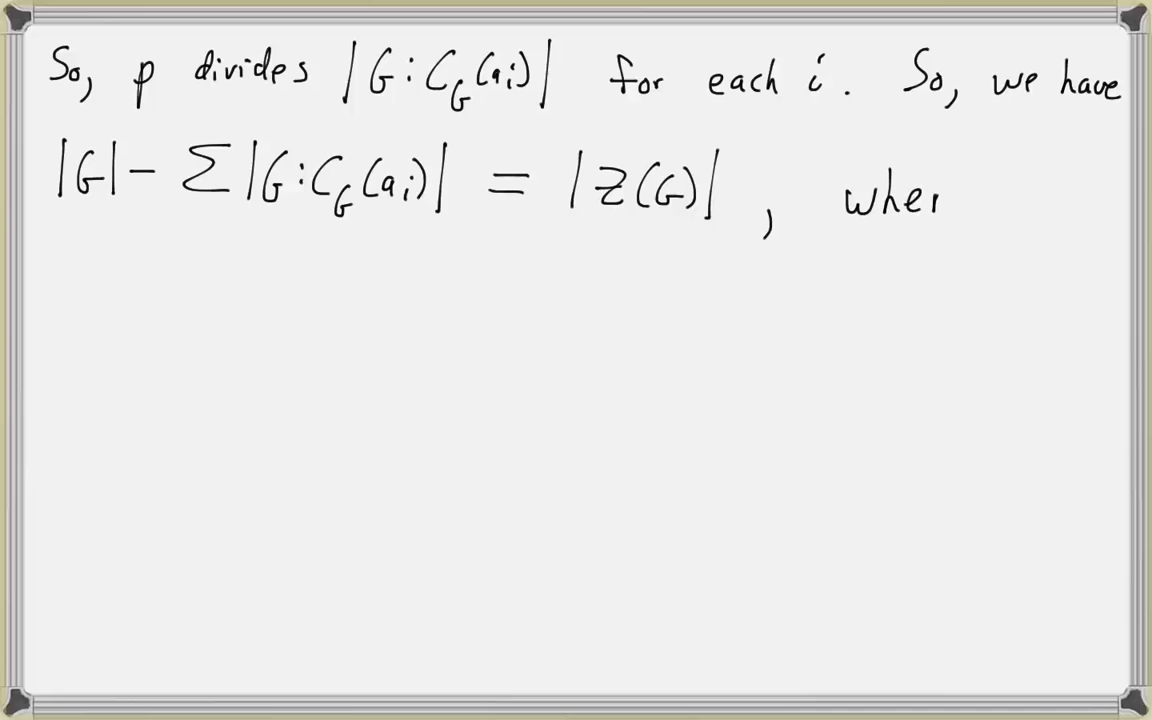 So, p divides |G:C_G(a_i)| for each i. So, we have
|G| - Σ|G:C_G(a_i)| = |Z(G)|, wher